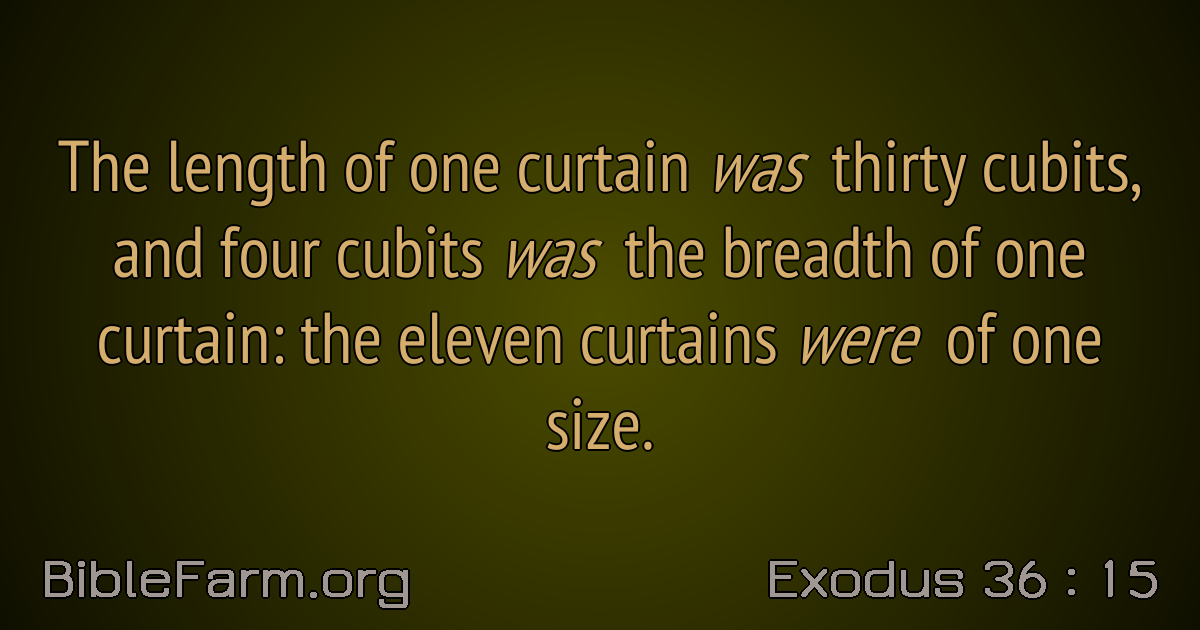 The length of one curtain was thirty cubits,
and four cubits was the breadth of one
curtain: the eleven curtains were of one
size.
BibleFarm.org
Exodus 36 : 15